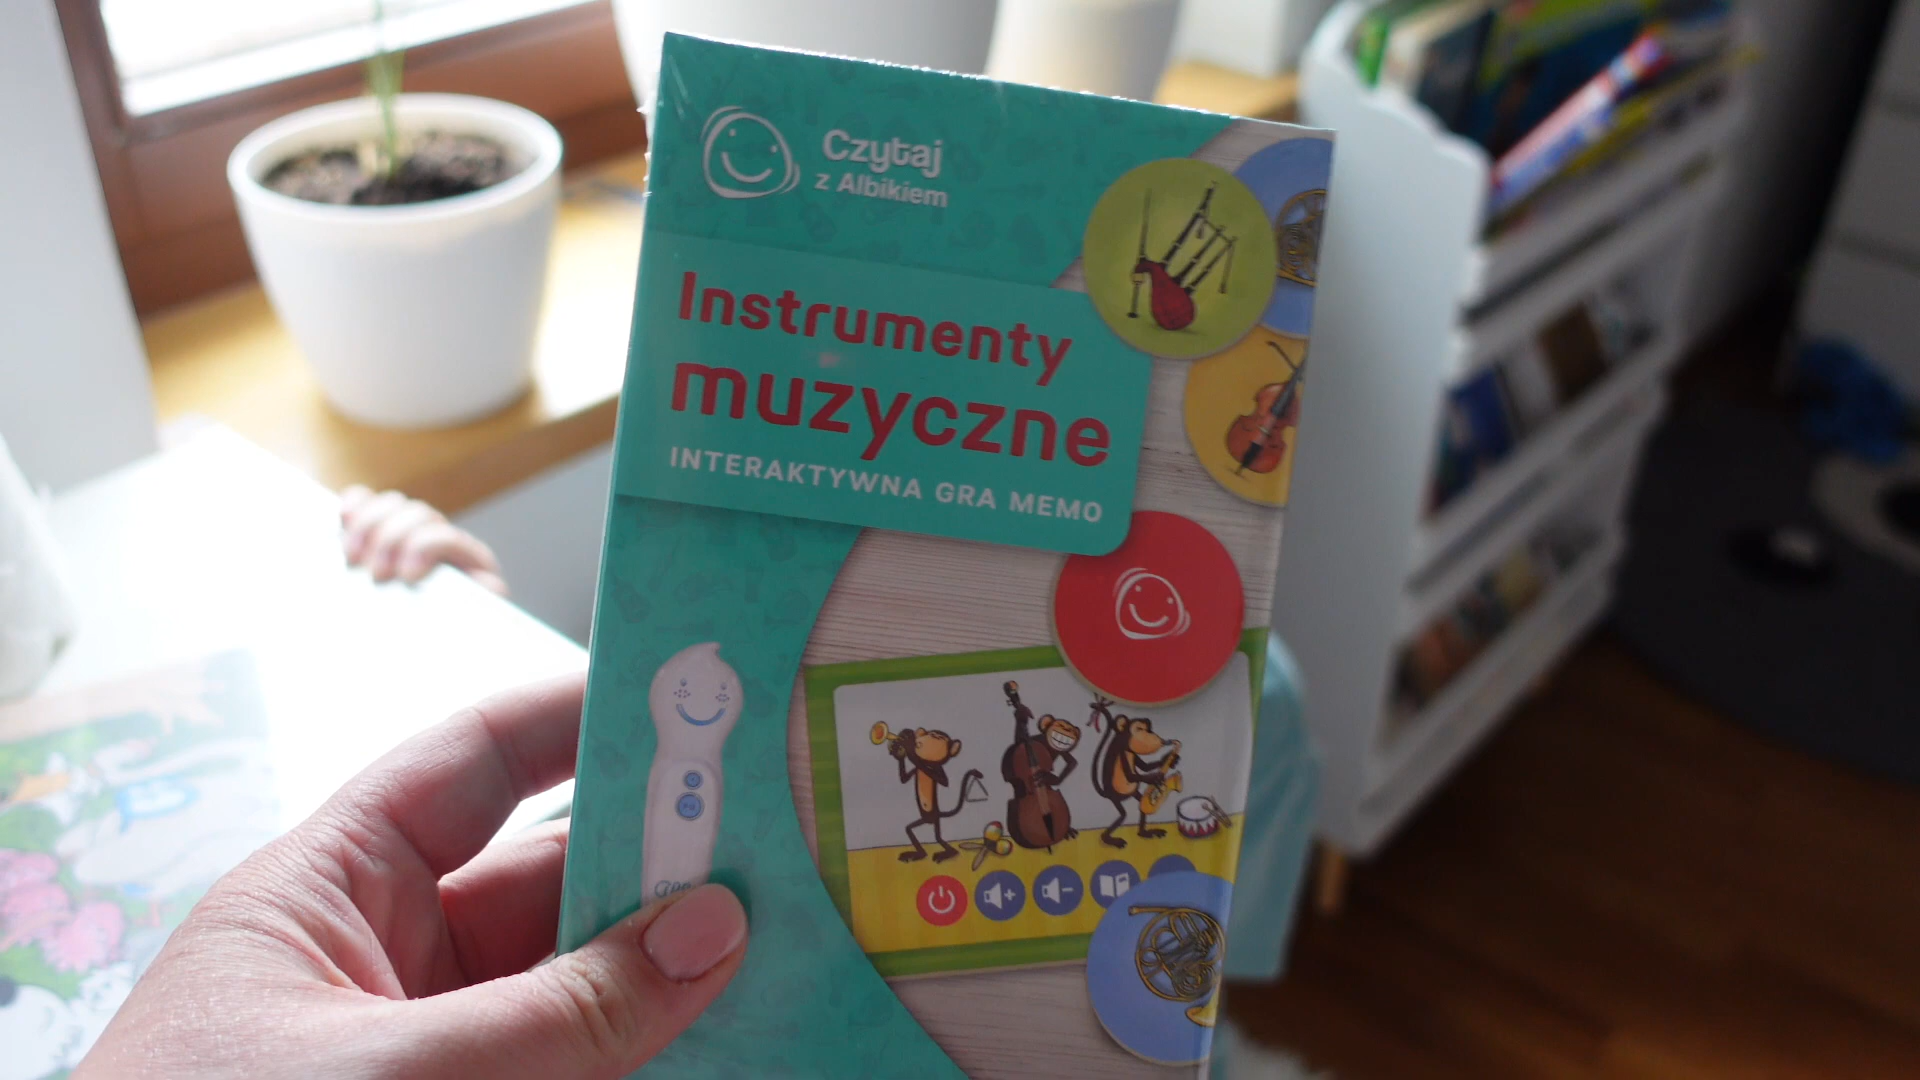 Czytaj
z Albikiem
Instrumenty
muzyczne
INTERAKTYWNA GRA MEMO